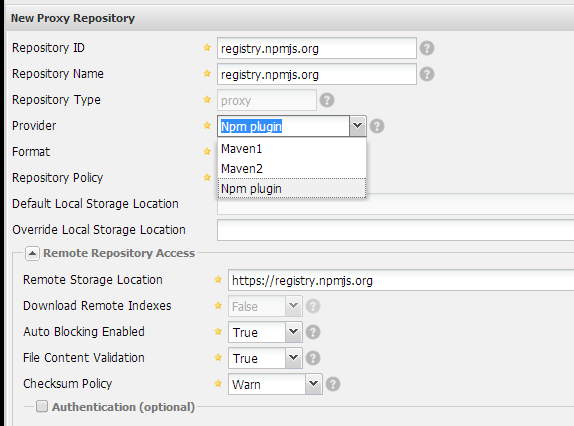 New Proxy Repository
Repository ID registry.npmjs.org ?
Repository Name registry.npmjs.org ?
Repository Type proxy ?
Provider Npm plugin ?
Format
Maven1
Maven2
Repository Policy
Npm plugin
Default Local Storage Location
Override Local Storage Location
Remote Repository Access
Remote Storage Location https://registry.npmjs.org
Download Remote Indexes False ?
Auto Blocking Enabled True ?
File Content Validation True ?
Checksum Policy Warn ?
Authentication (optional)